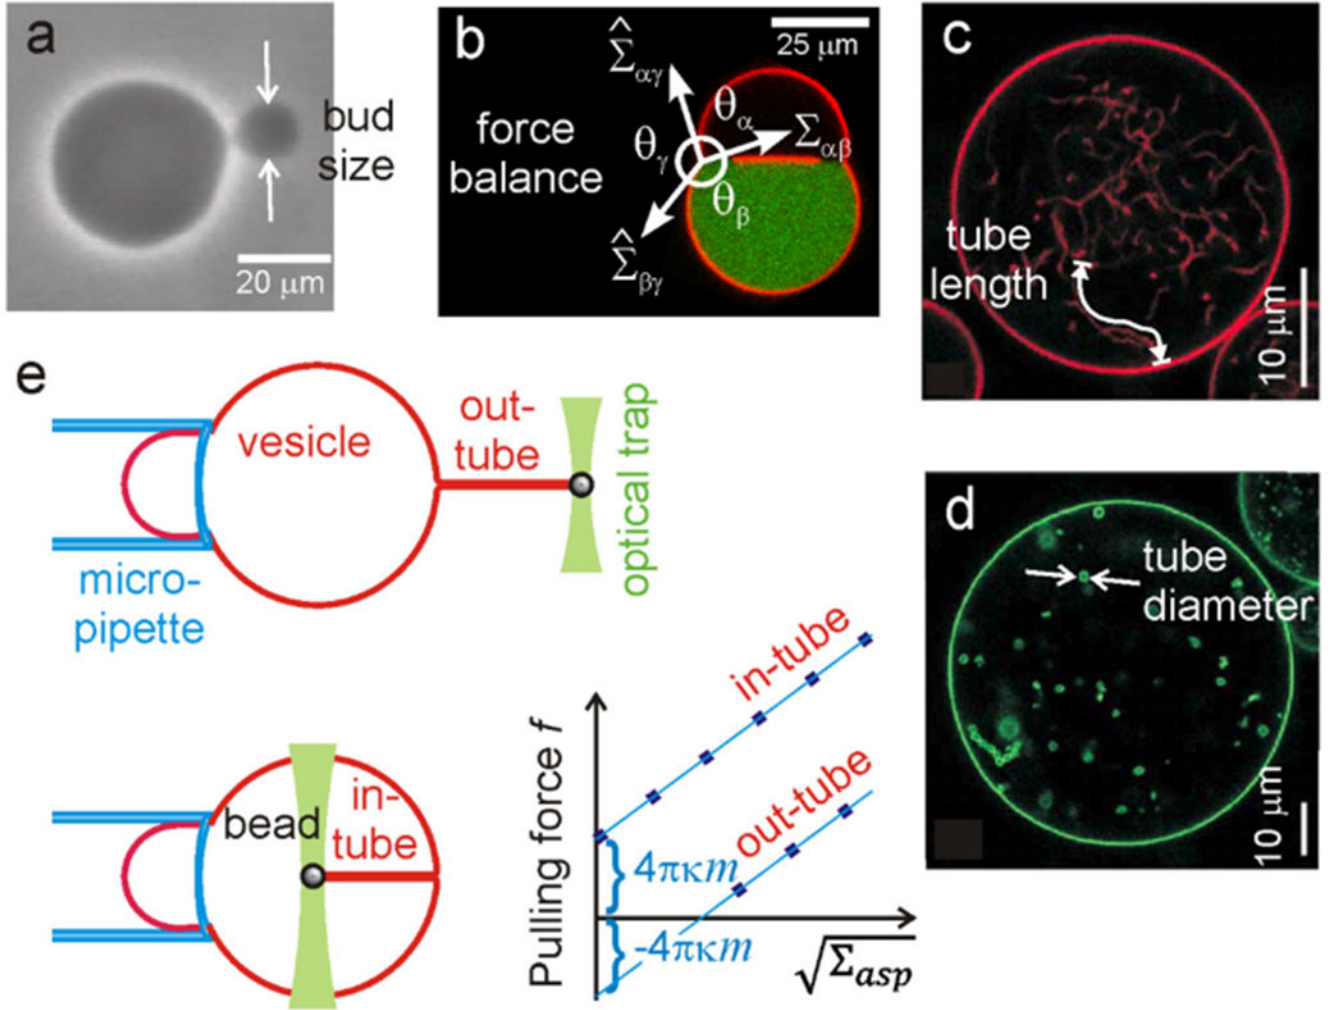 a
bud
size
20 μm
b
25 μm
force
balance
Σ̂αγ
θα
θγ
Σαβ
θβ
Σ̂βγ
c
tube
length
10 μm
d
tube
diameter
10 μm
e
vesicle
out-
tube
optical trap
micro-
pipette
bead
in-
tube
Pulling force f
in-tube
out-tube
4πκm
-4πκm
√Σasp